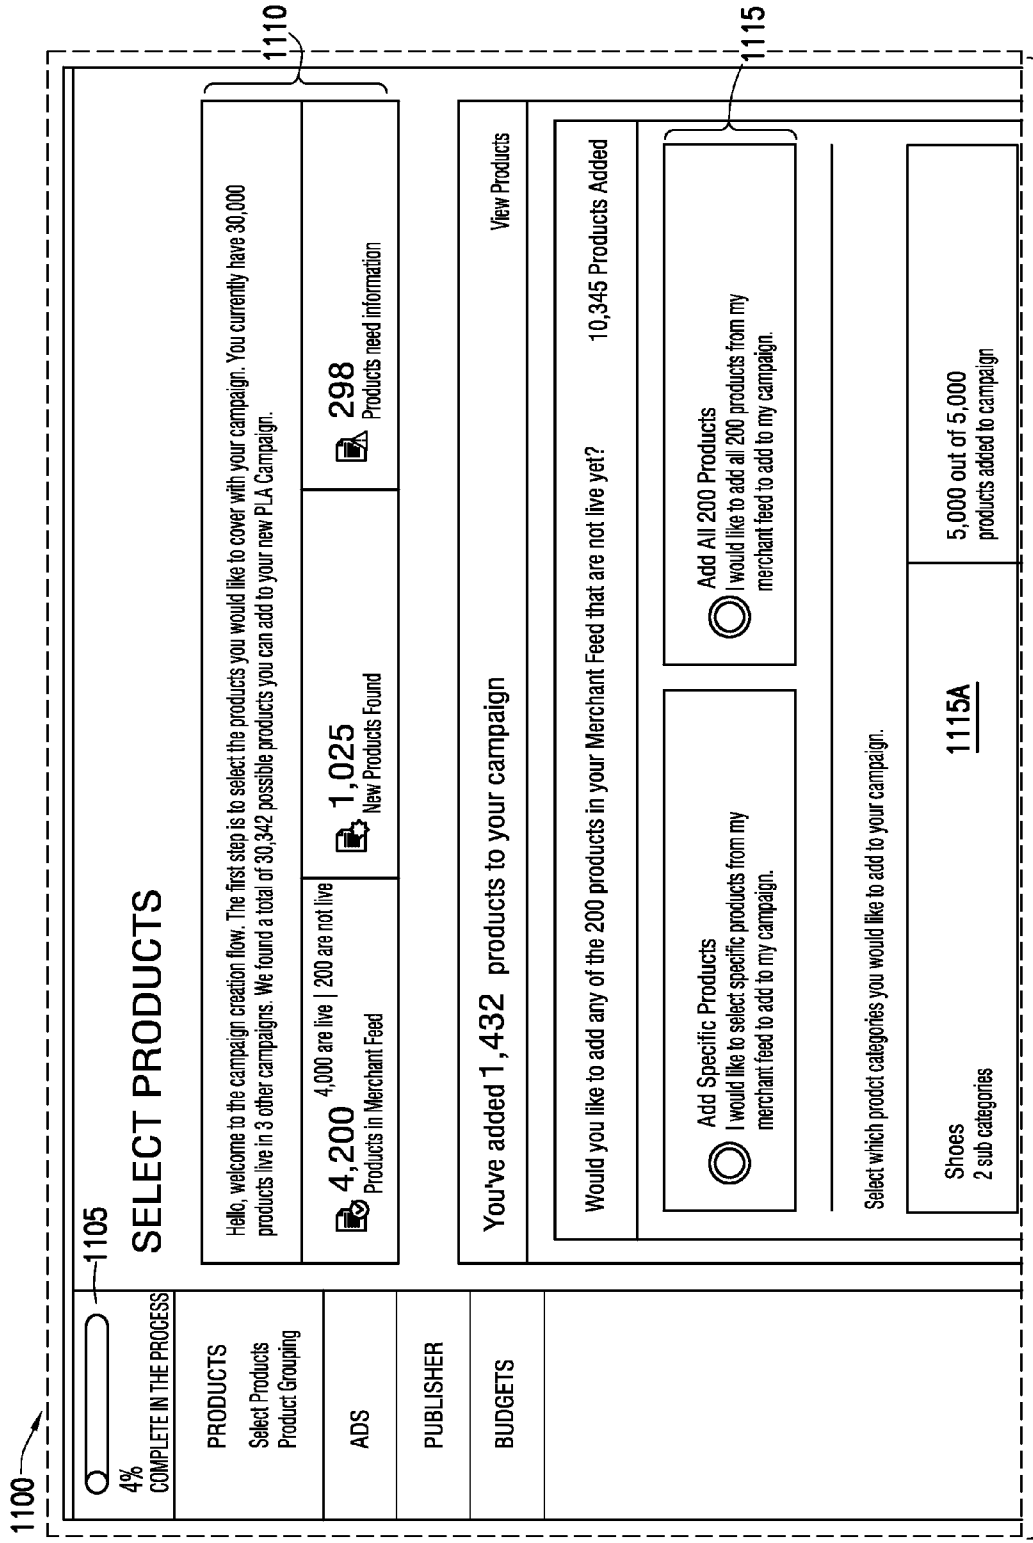 1100
1105
4%
COMPLETE IN THE PROCESS
PRODUCTS
Select Products
Product Grouping
ADS
PUBLISHER
BUDGETS
SELECT PRODUCTS
1110
Hello, welcome to the campaign creation flow. The first step is to select the products you would like to cover with your campaign. You currently have 30,000
products live in 3 other campaigns. We found a total of 30,342 possible products you can add to your new PLA Campaign.
4,200 4,000 are live | 200 are not live
Products in Merchant Feed
1,025
New Products Found
298
Products need information
You've added 1,432 products to your campaign
View Products
Would you like to add any of the 200 products in your Merchant Feed that are not live yet?
10,345 Products Added
1115
Add Specific Products
I would like to select specific products from my
merchant feed to add to my campaign.
Add All 200 Products
I would like to add all 200 products from my
merchant feed to add to my campaign.
Select which prodct categories you would like to add to your campaign.
Shoes
2 sub categories
1115A
5,000 out of 5,000
products added to campaign